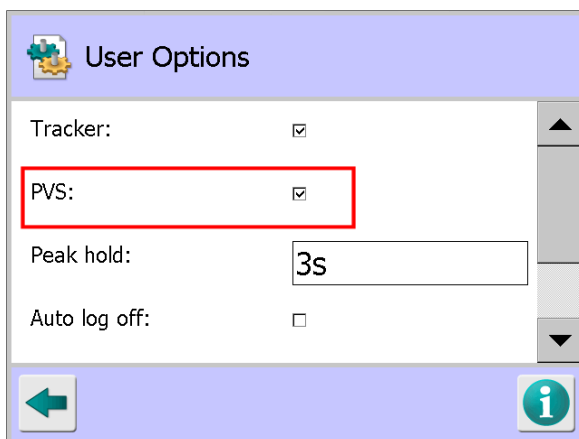 User Options
Tracker:
PVS:
Peak hold:
3s
Auto log off: